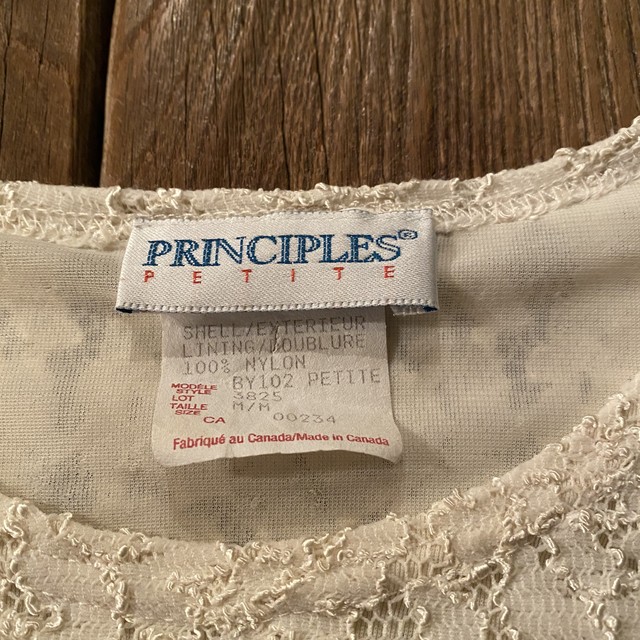 PRINCIPLES®
PETITE
SHELL/EXTERIEUR
LINING/DOUBLURE
100% NYLON
MODÈLE STYLE BY102 PETITE
LOT 3825
TAILLE SIZE M/M
CA 00234
Fabriqué au Canada/Made in Canada